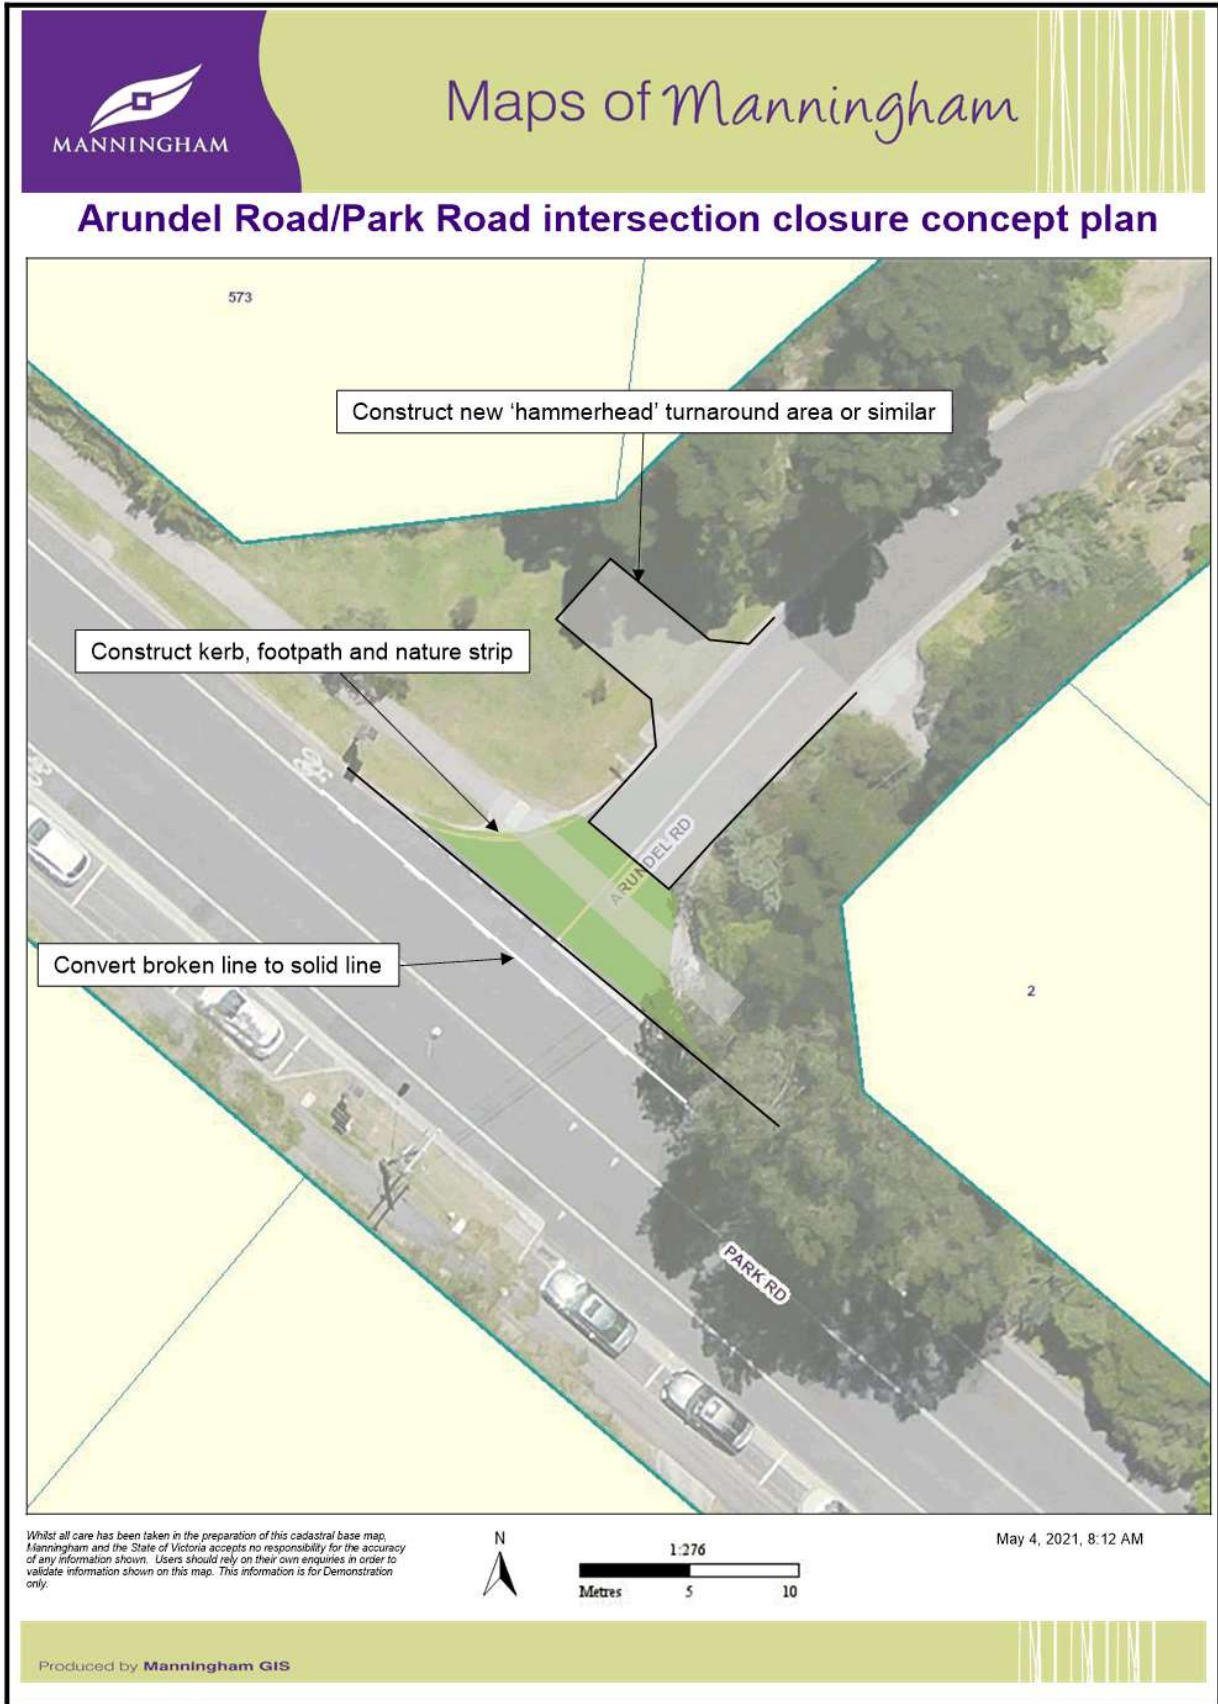 MANNINGHAM
Maps of Manningham
Arundel Road/Park Road intersection closure concept plan
573
Construct new ‘hammerhead’ turnaround area or similar
Construct kerb, footpath and nature strip
ARUNDEL RD
Convert broken line to solid line
2
PARK RD
Whilst all care has been taken in the preparation of this cadastral base map,
Manningham and the State of Victoria accepts no responsibility for the accuracy
of any information shown. Users should rely on their own enquiries in order to
validate information shown on this map. This information is for Demonstration
only.
N
1:276
Metres 5 10
May 4, 2021, 8:12 AM
Produced by Manningham GIS